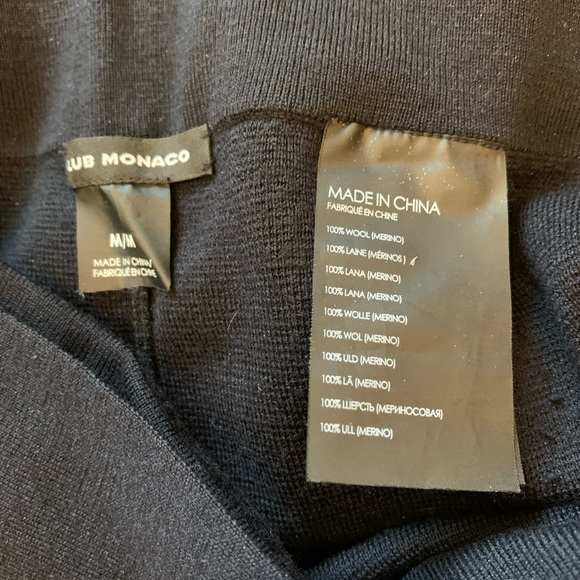 LUB MONACO
M/M
MADE IN CHINA/
FABRIQUÉ EN CHINE
MADE IN CHINA
FABRIQUÉ EN CHINE
100% WOOL (MERINO)
100% LAINE (MÉRINOS)
100% LANA (MERINO)
100% LANA (MERINO)
100% WOLLE (MERINO)
100% WOL (MERINO)
100% ULD (MERINO)
100% LÃ (MERINO)
100% ШЕРСТЬ (МЕРИНОСОВАЯ)
100% ULL (MERINO)